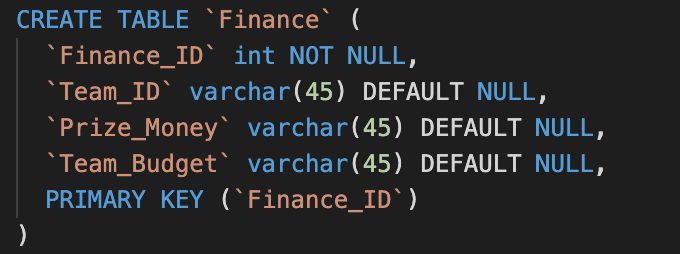 CREATE TABLE `Finance` (
`Finance_ID` int NOT NULL,
`Team_ID` varchar(45) DEFAULT NULL,
`Prize_Money` varchar(45) DEFAULT NULL,
`Team_Budget` varchar(45) DEFAULT NULL,
PRIMARY KEY (`Finance_ID`)
)